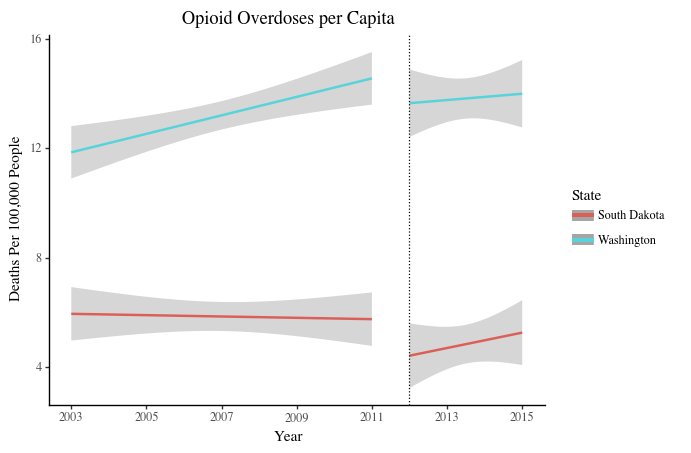 Opioid Overdoses per Capita
Deaths Per 100,000 People
16
12
8
4
2003
2005
2007
2009
2011
2013
2015
Year
State
South Dakota
Washington